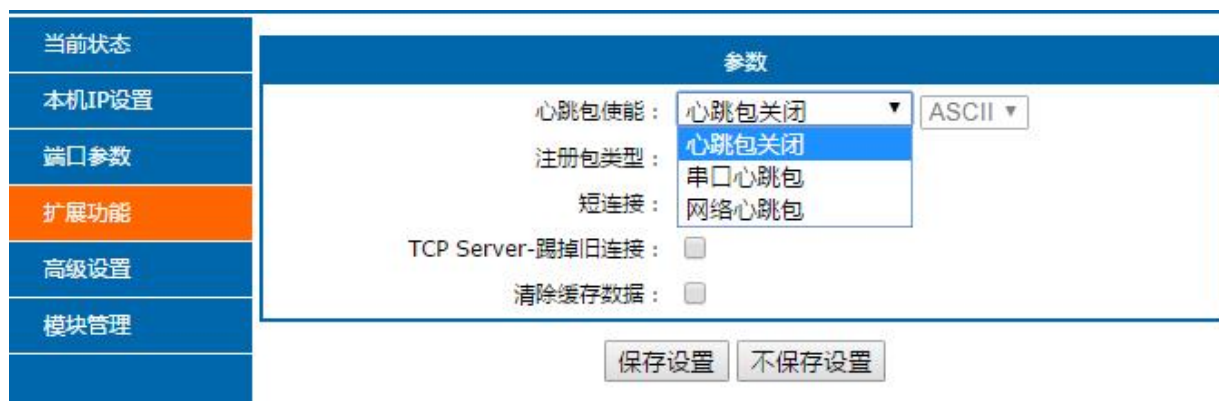 当前状态
本机IP设置
端口参数
扩展功能
高级设置
模块管理
参数
心跳包使能： 心跳包关闭 ASCII
心跳包关闭
注册包类型：
串口心跳包
短连接：
网络心跳包
TCP Server-踢掉旧连接：
清除缓存数据：
保存设置 不保存设置